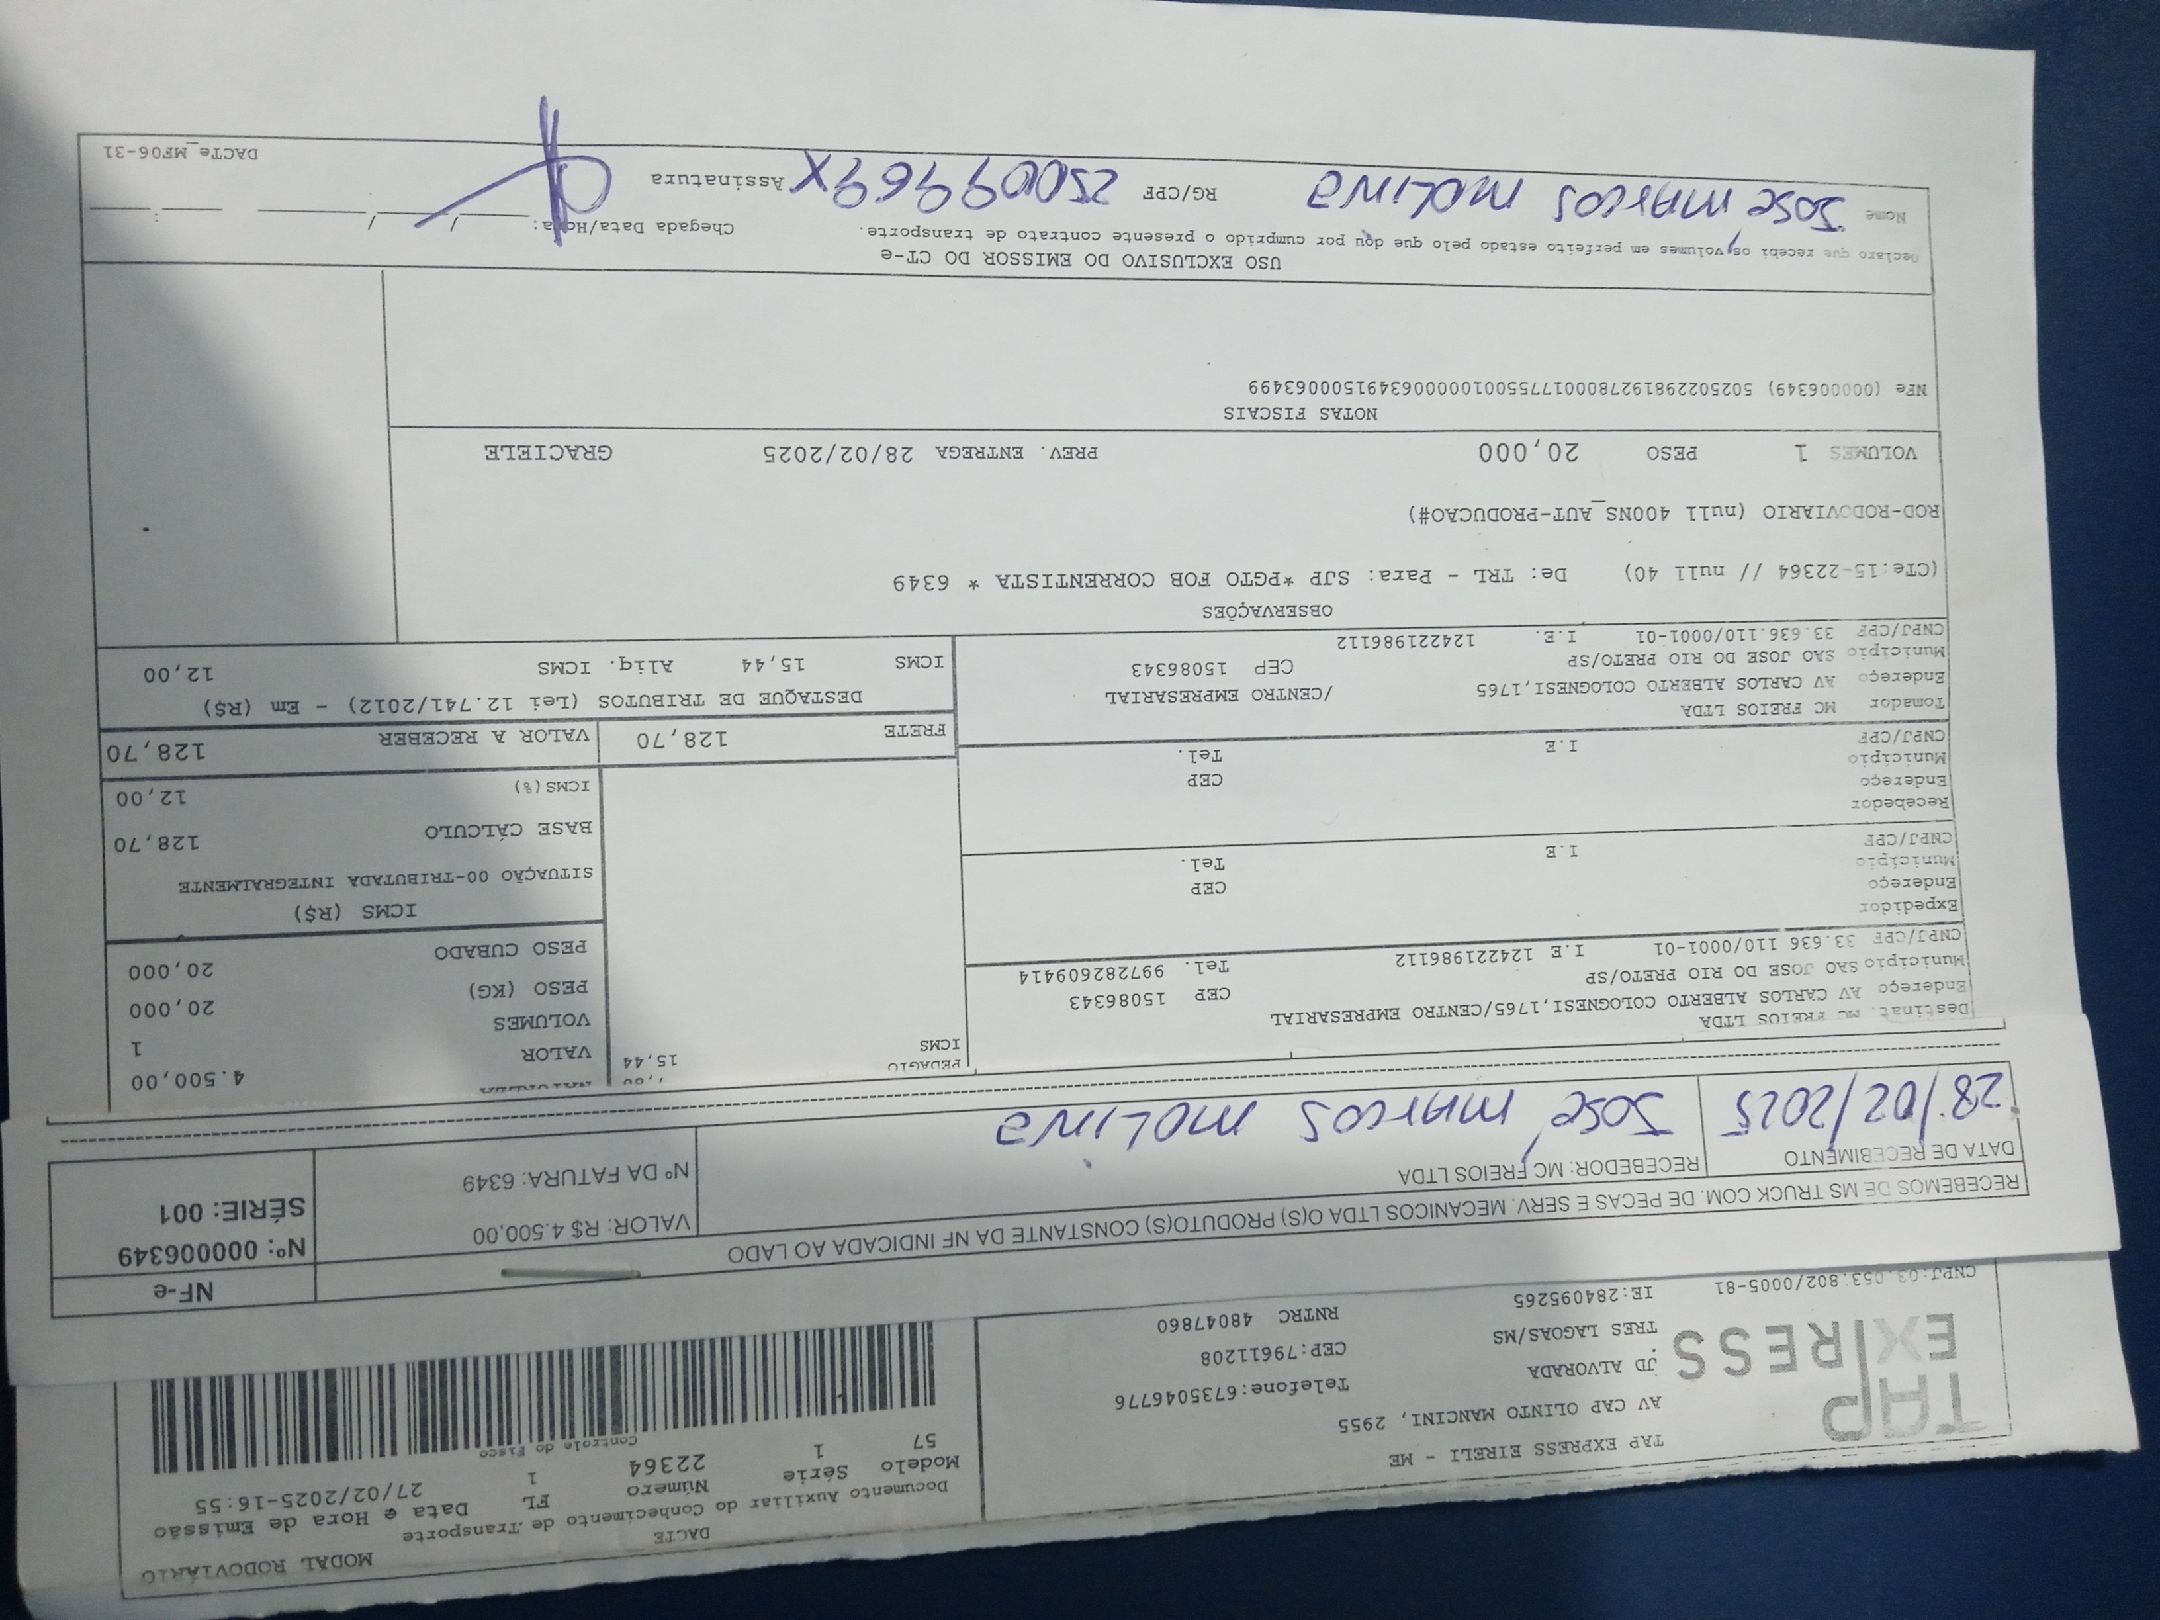 MODAL RODOVIÁRIO
DACTE
Documento Auxiliar do Conhecimento de Transporte
Modelo Série Número FL Data e Hora de Emissão
57 1 22364 1 27/02/2025-16:55
Controle do Fisco
TAP EXPRESS
TAP EXPRESS EIRELI - ME
AV CAP OLINTO MANCINI, 2955
JD ALVORADA Telefone:6735046776
TRES LAGOAS/MS CEP:79611208
IE:284095265 RNTRC 48047860
CNPJ:03.053.802/0005-81
NF-e
Nº: 000006349
SÉRIE: 001
RECEBEMOS DE MS TRUCK COM. DE PECAS E SERV. MECANICOS LTDA O(S) PRODUTO(S) CONSTANTE DA NF INDICADA AO LADO
VALOR: R$ 4.500,00
Nº DA FATURA: 6349
DATA DE RECEBIMENTO RECEBEDOR: MC FREIOS LTDA
28/02/2025 JOSE MARCOS MOLINA
PEDAGIO
ICMS 15,44
VALOR 4.500,00
VOLUMES 1
PESO (KG) 20,000
PESO CUBADO 20,000
Destinat. MC FREIOS LTDA
Endereço AV CARLOS ALBERTO COLOGNESI,1765/CENTRO EMPRESARIAL
Município SAO JOSE DO RIO PRETO/SP CEP 15086343
CNPJ/CPF 33.636 110/0001-01 I.E 124221986112 Tel. 997282609414
Expedidor
Endereço CEP
Município Tel.
CNPJ/CPF I.E
Recebedor
Endereço CEP
Município Tel.
CNPJ/CPF I.E
ICMS (R$)
SITUAÇÃO 00-TRIBUTADA INTEGRALMENTE
BASE CÁLCULO 128,70
ICMS(%) 12,00
FRETE 128,70 VALOR A RECEBER 128,70
Tomador MC FREIOS LTDA
Endereço AV CARLOS ALBERTO COLOGNESI,1765 /CENTRO EMPRESARIAL
Município SAO JOSE DO RIO PRETO/SP CEP 15086343
CNPJ/CPF 33.636.110/0001-01 I.E. 124221986112
DESTAQUE DE TRIBUTOS (Lei 12.741/2012) - Em (R$)
ICMS 15,44 Aliq. ICMS 12,00
OBSERVAÇÕES
(CTe:15-22364 // null 40) De: TRL - Para: SJP *PGTO FOB CORRENTISTA * 6349
ROD-RODOVIARIO (null 400NS_AUT-PRODUCAO#)
VOLUMES 1 PESO 20,000 PREV. ENTREGA 28/02/2025 GRACIELE
NOTAS FISCAIS
NFe (000006349) 50250229819278000177550010000063491500063499
USO EXCLUSIVO DO EMISSOR DO CT-e
Declaro que recebi os volumes em perfeito estado pelo que dou por cumprido o presente contrato de transporte.
Chegada Data/Hora: __/__/__ __:__
Nome JOSE MARCOS MOLINA RG/CPF 25009969X Assinatura
DACTe_MF06-31